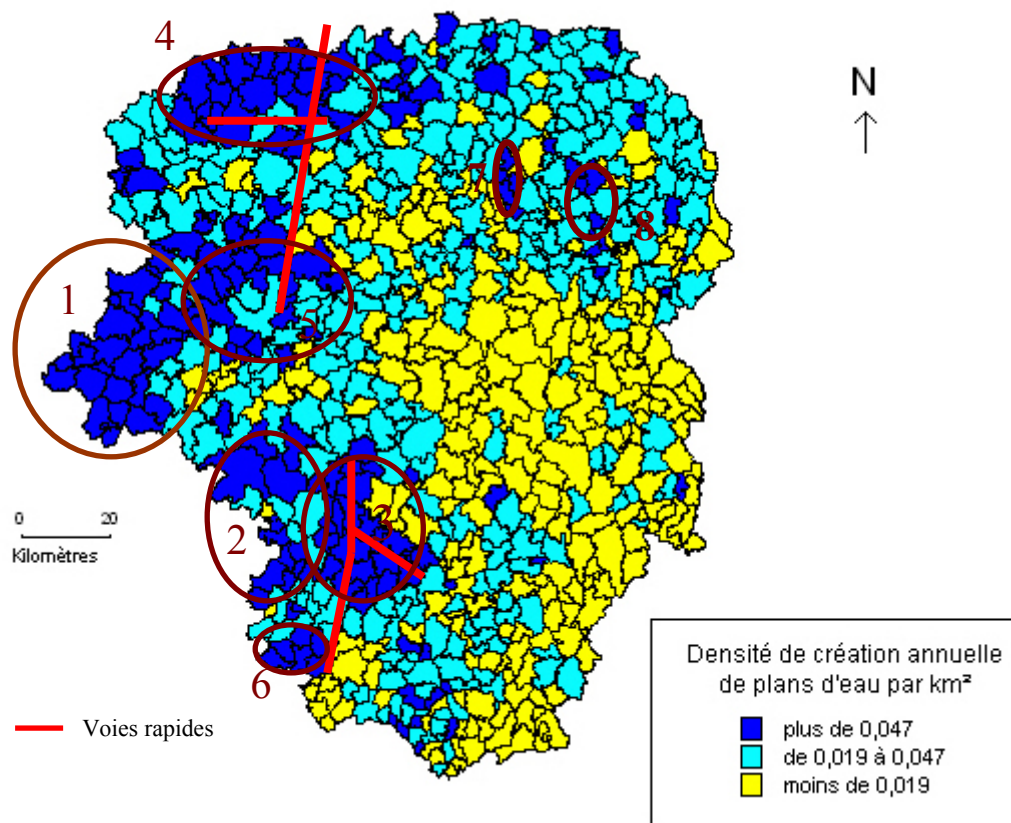 4
N
7
8
1
5
0 20
Kilomètres
2
3
6
Voies rapides
Densité de création annuelle
de plans d'eau par km²
plus de 0,047
de 0,019 à 0,047
moins de 0,019